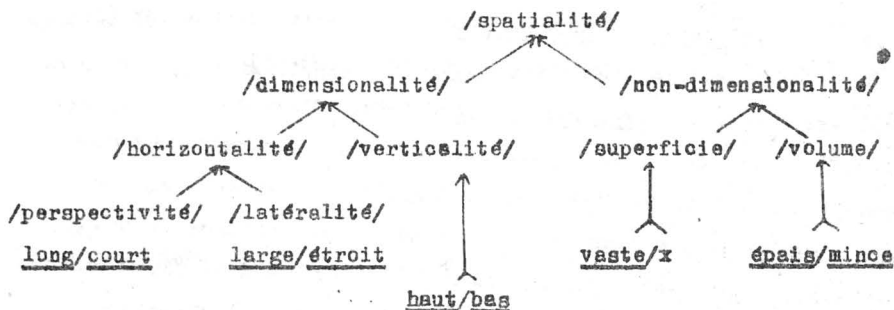 /spatialité/
/dimensionalité/ /non-dimensionalité/
/horizontalité/ /verticalité/ /superficie/ /volume/
/perspectivité/ /latéralité/
long/court large/étroit vaste/x épais/mince
haut/bas